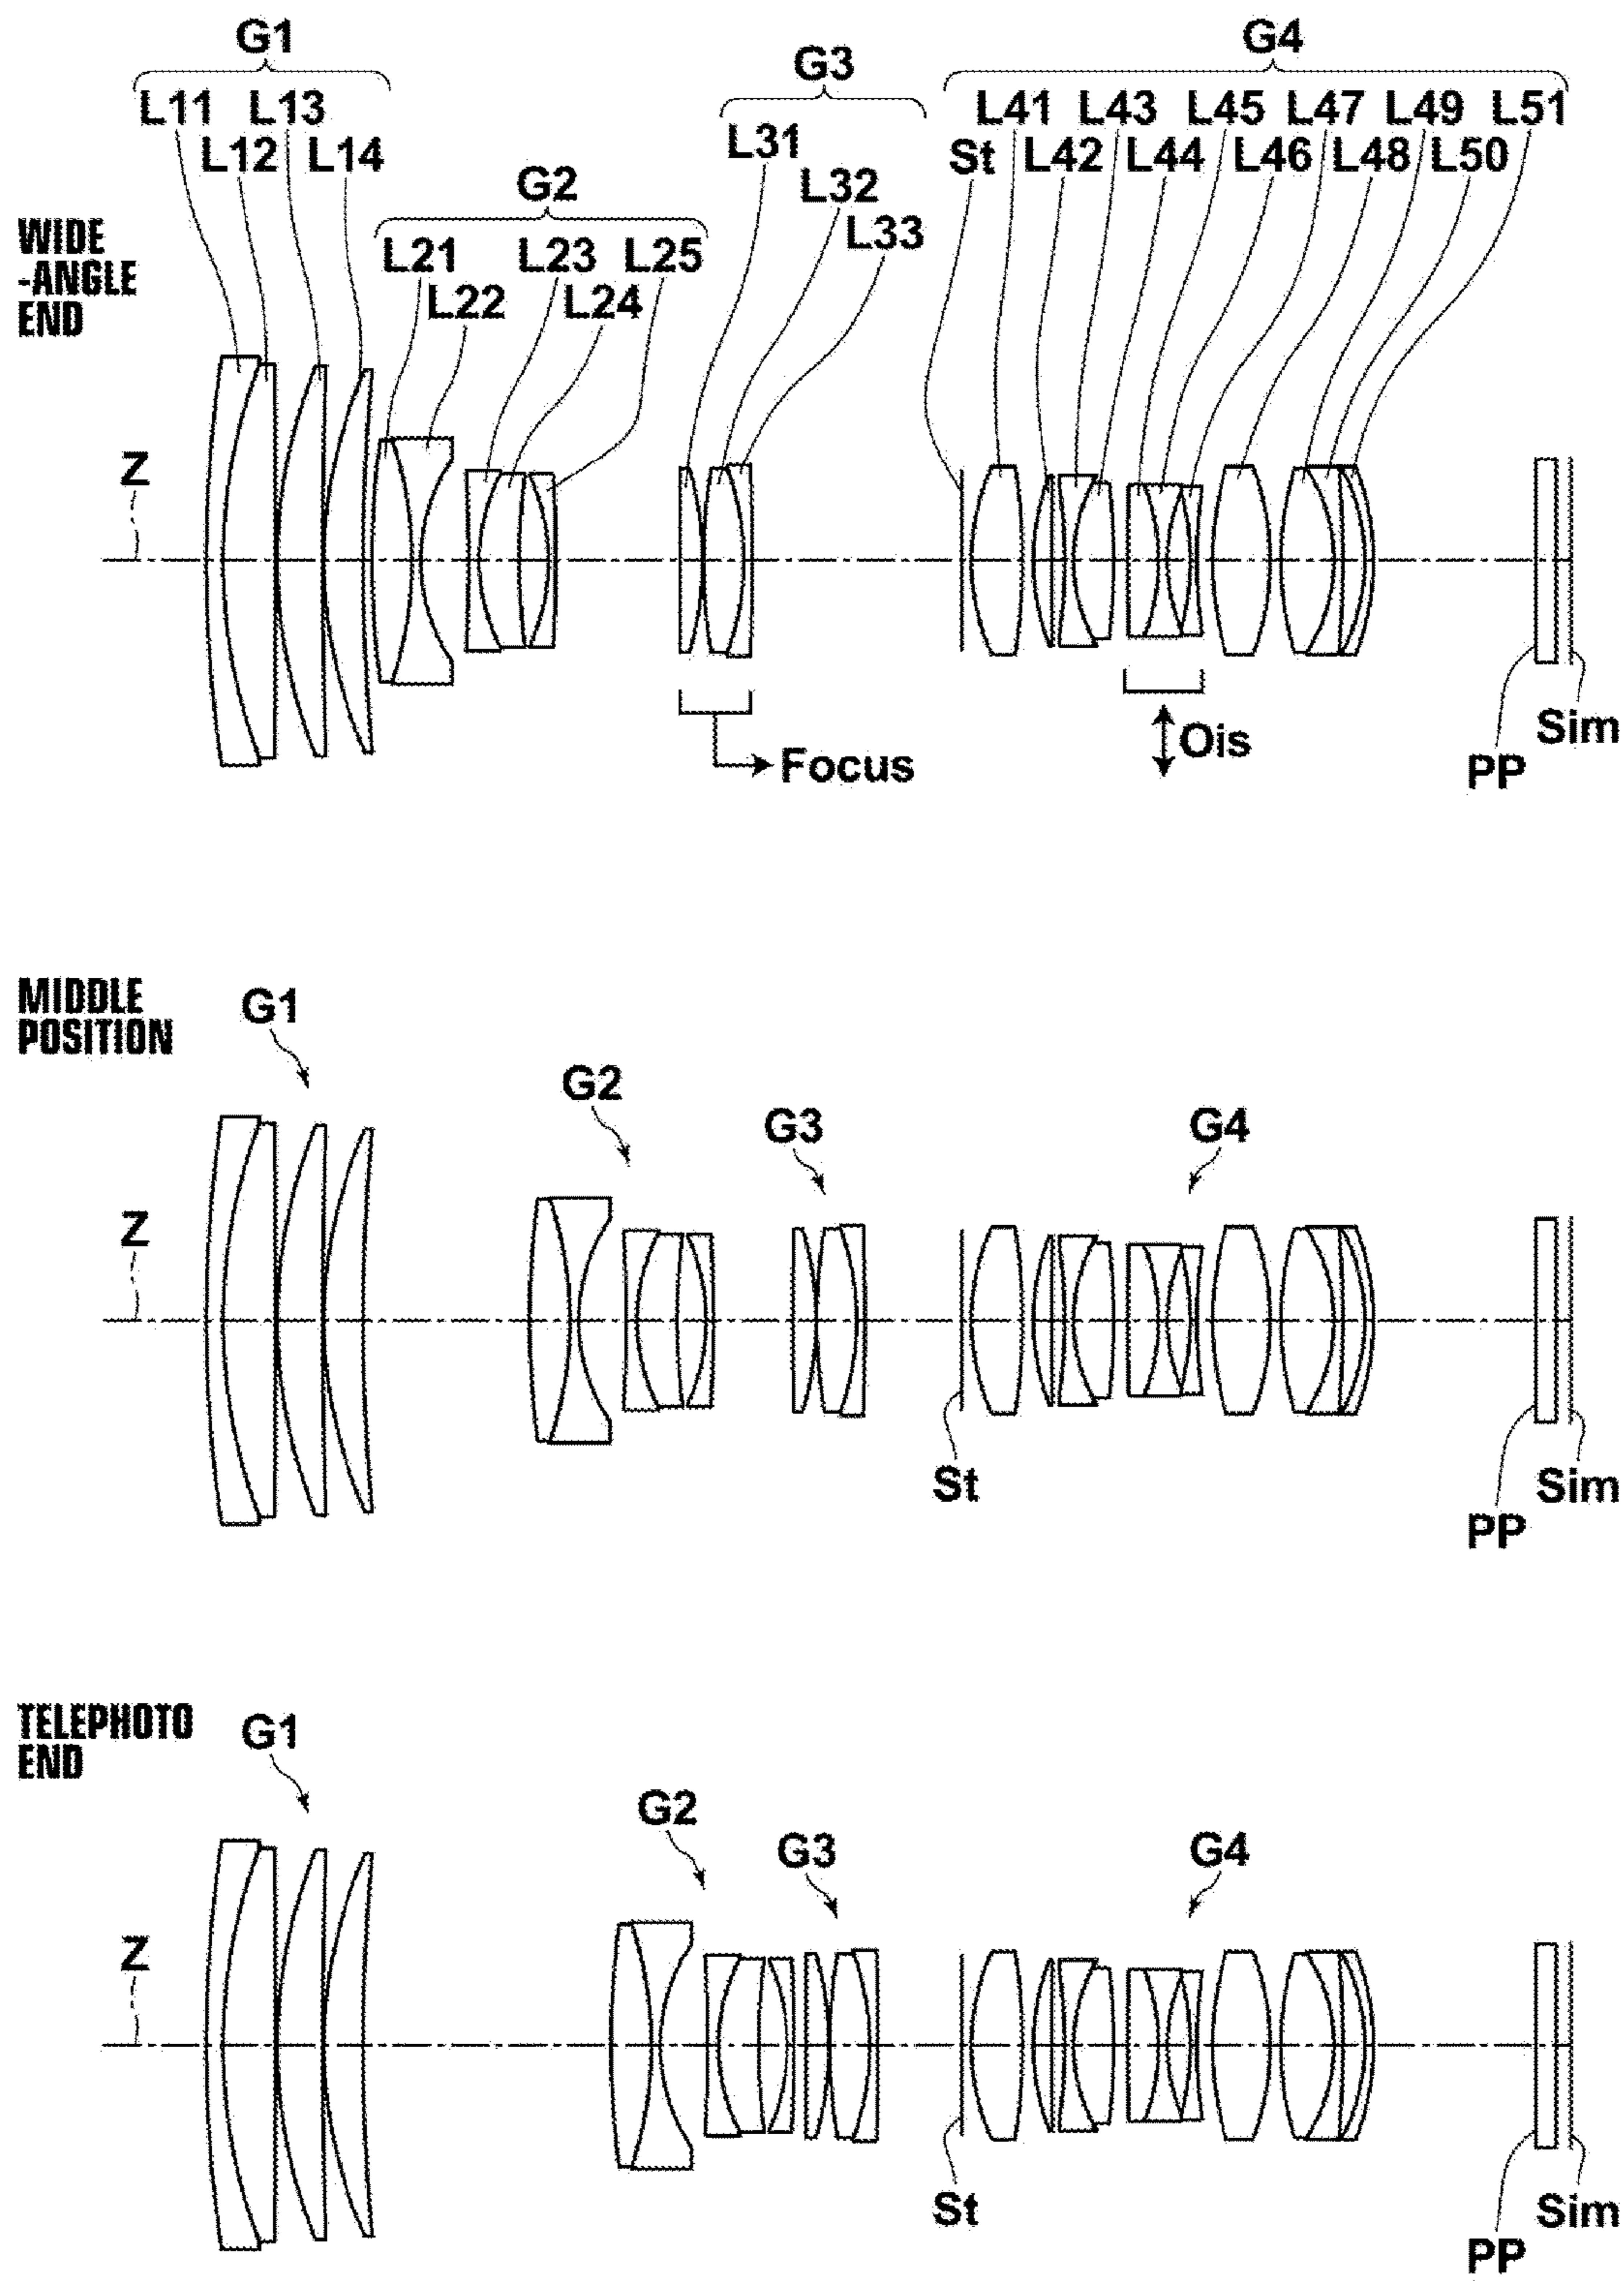 G1 G3 G4
L11 L13 L41 L43 L45 L47 L49 L51
L12 L14 L31 St L42 L44 L46 L48 L50
G2 L32
L33
WIDE
-ANGLE
END
L21 L23 L25
L22 L24
Z
Focus
Ois
Sim
PP
MIDDLE
POSITION
G1
G2
G3 G4
Z
St Sim
PP
TELEPHOTO
END
G1
G2
G3 G4
Z
St Sim
PP